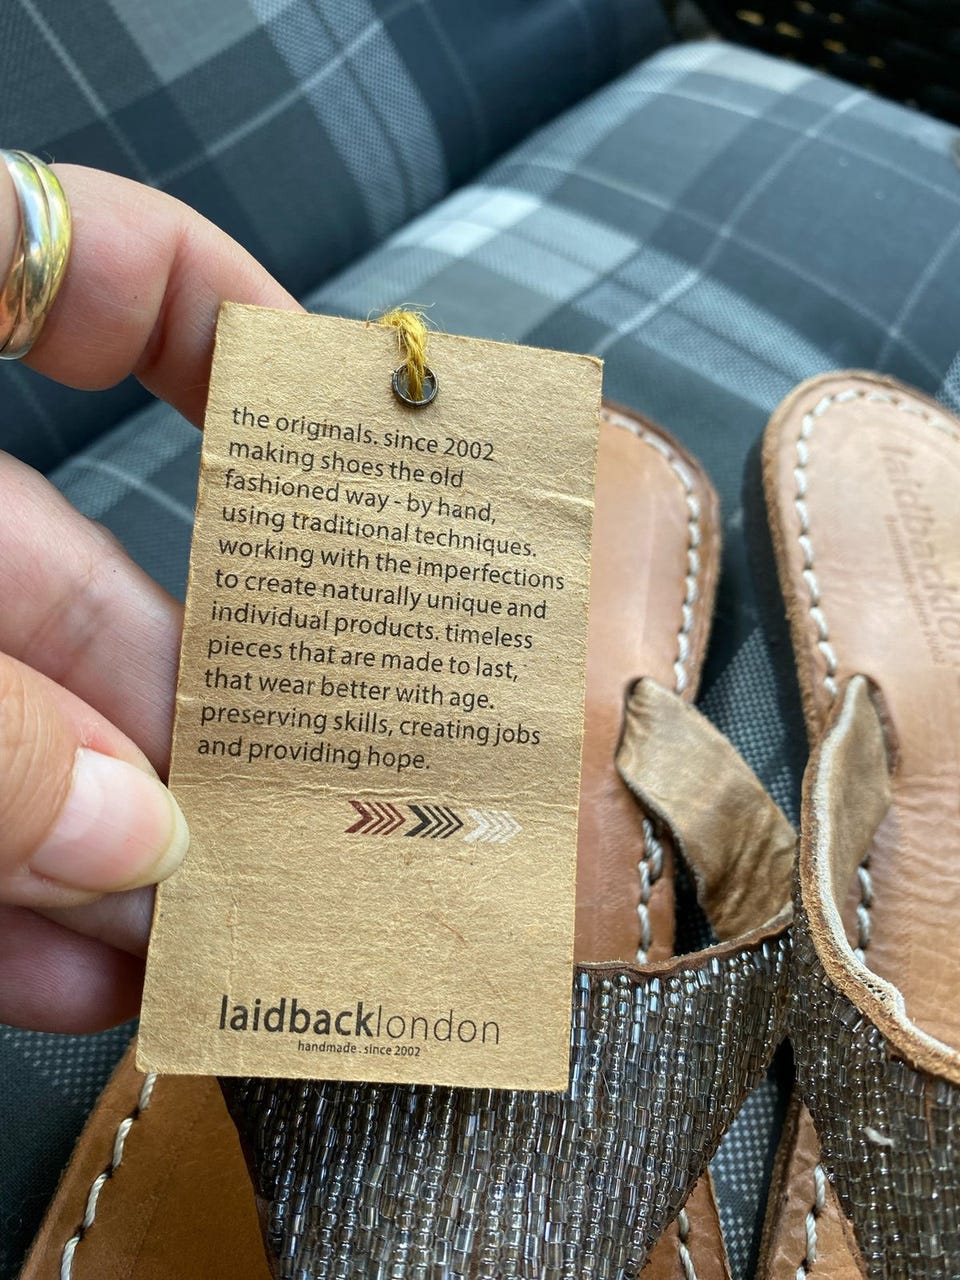 the originals. since 2002
making shoes the old
fashioned way - by hand,
using traditional techniques.
working with the imperfections
to create naturally unique and
individual products. timeless
pieces that are made to last,
that wear better with age.
preserving skills, creating jobs
and providing hope.
laidbacklondon
handmade . since 2002
laidbacklo